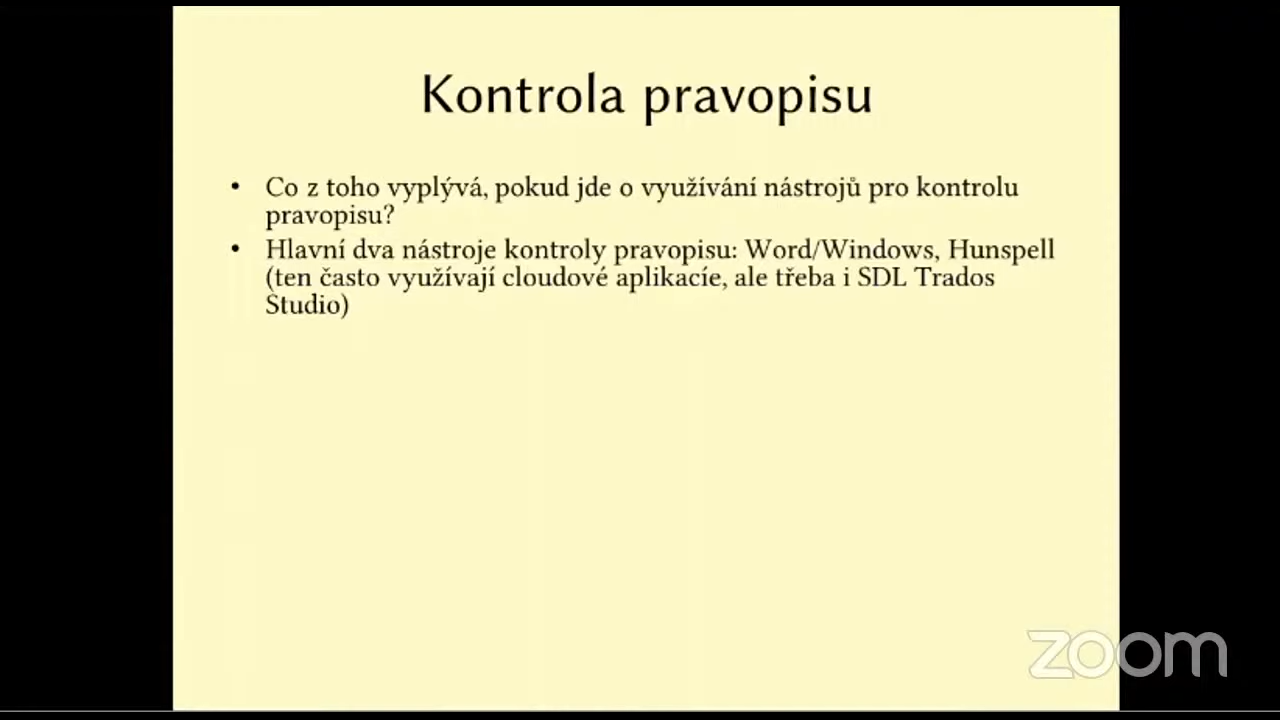 Kontrola pravopisu
• Co z toho vyplývá, pokud jde o využívání nástrojů pro kontrolu
pravopisu?
• Hlavní dva nástroje kontroly pravopisu: Word/Windows, Hunspell
(ten často využívají cloudové aplikacíe, ale třeba i SDL Trados
Studio)
zoom